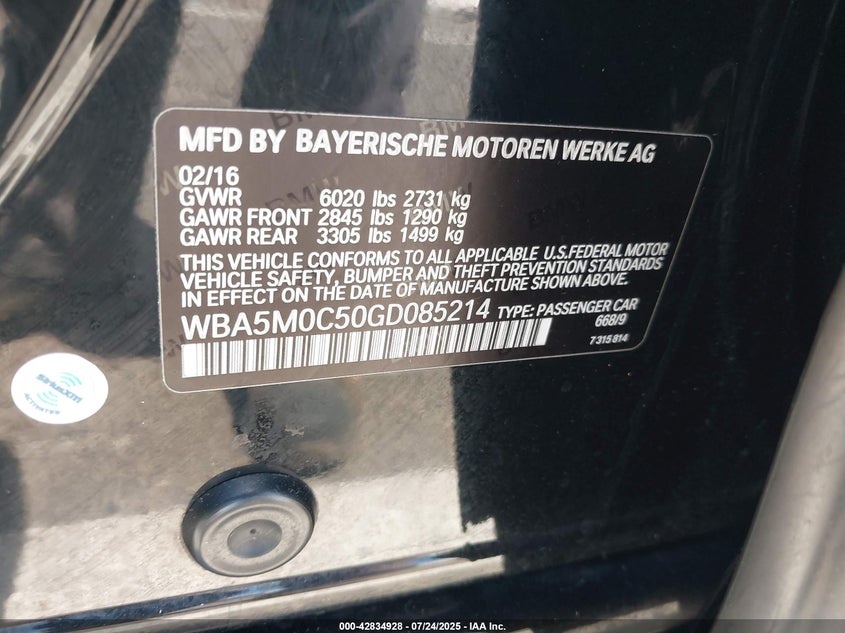 MFD BY BAYERISCHE MOTOREN WERKE AG
02/16
GVWR 6020 lbs 2731 kg
GAWR FRONT 2845 lbs 1290 kg
GAWR REAR 3305 lbs 1499 kg
THIS VEHICLE CONFORMS TO ALL APPLICABLE U.S.FEDERAL MOTOR
VEHICLE SAFETY, BUMPER AND THEFT PREVENTION STANDARDS
IN EFFECT ON THE DATE OF MANUFACTURE SHOWN ABOVE.
WBA5M0C50GD085214 TYPE: PASSENGER CAR
668/9
7315814
siriusxm
ACTIVATED
000-42834928 - 07/24/2025 - IAA Inc.